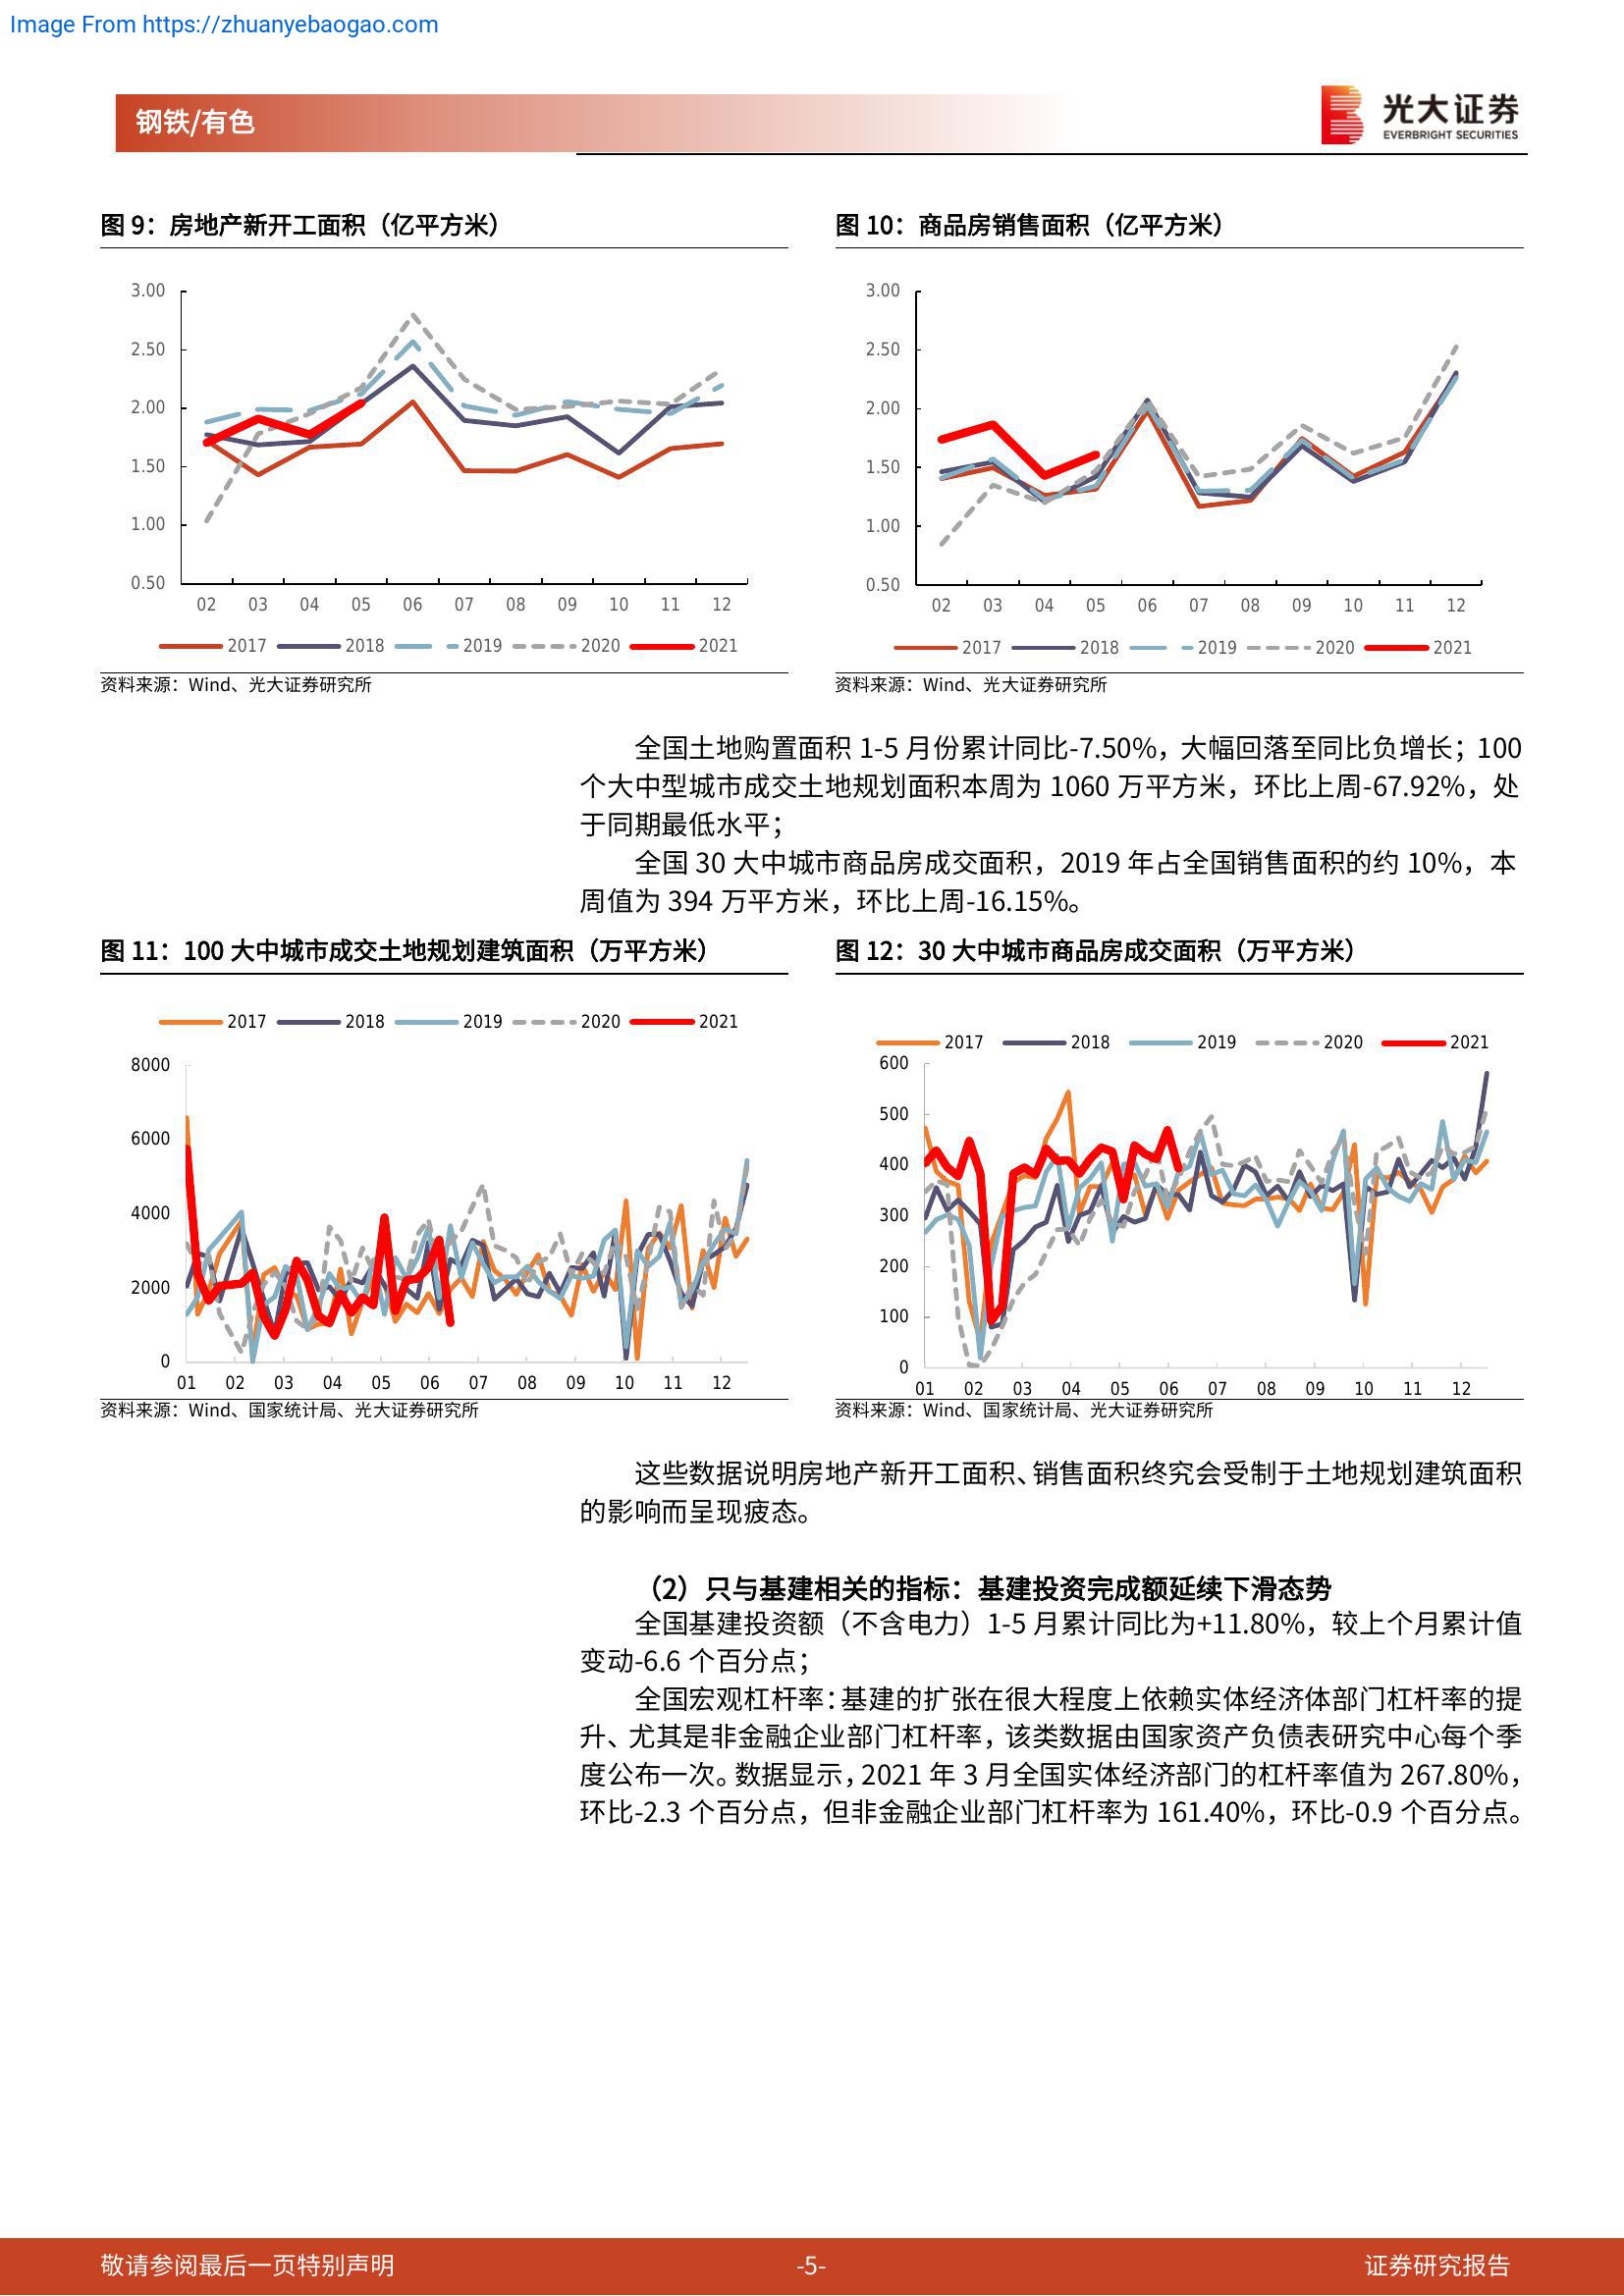 Image From https://zhuanyebaogao.com
钢铁/有色
光大证券
EVERBRIGHT SECURITIES
图 9：房地产新开工面积（亿平方米）
3.00
2.50
2.00
1.50
1.00
0.50
02 03 04 05 06 07 08 09 10 11 12
2017 2018 2019 2020 2021
资料来源：Wind、光大证券研究所
图 10：商品房销售面积（亿平方米）
3.00
2.50
2.00
1.50
1.00
0.50
02 03 04 05 06 07 08 09 10 11 12
2017 2018 2019 2020 2021
资料来源：Wind、光大证券研究所
全国土地购置面积 1-5 月份累计同比-7.50%，大幅回落至同比负增长；100
个大中型城市成交土地规划面积本周为 1060 万平方米，环比上周-67.92%，处
于同期最低水平；
全国 30 大中城市商品房成交面积，2019 年占全国销售面积的约 10%，本
周值为 394 万平方米，环比上周-16.15%。
图 11：100 大中城市成交土地规划建筑面积（万平方米）
2017 2018 2019 2020 2021
8000
6000
4000
2000
0
01 02 03 04 05 06 07 08 09 10 11 12
资料来源：Wind、国家统计局、光大证券研究所
图 12：30 大中城市商品房成交面积（万平方米）
2017 2018 2019 2020 2021
600
500
400
300
200
100
0
01 02 03 04 05 06 07 08 09 10 11 12
资料来源：Wind、国家统计局、光大证券研究所
这些数据说明房地产新开工面积、销售面积终究会受制于土地规划建筑面积
的影响而呈现疲态。
（2）只与基建相关的指标：基建投资完成额延续下滑态势
全国基建投资额（不含电力）1-5 月累计同比为+11.80%，较上个月累计值
变动-6.6 个百分点；
全国宏观杠杆率：基建的扩张在很大程度上依赖实体经济体部门杠杆率的提
升、尤其是非金融企业部门杠杆率，该类数据由国家资产负债表研究中心每个季
度公布一次。数据显示，2021 年 3 月全国实体经济部门的杠杆率值为 267.80%，
环比-2.3 个百分点，但非金融企业部门杠杆率为 161.40%，环比-0.9 个百分点。
敬请参阅最后一页特别声明
-5-
证券研究报告